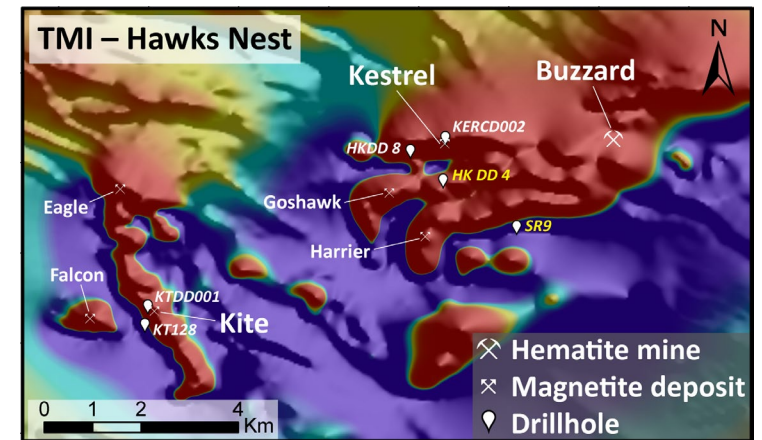 TMI – Hawks Nest
N
Kestrel
Buzzard
KERCD002
HKDD 8
HK DD 4
Eagle
Goshawk
SR9
Harrier
Falcon
KTDD001
Kite
KT128
Hematite mine
Magnetite deposit
Drillhole
0 1 2 4
Km